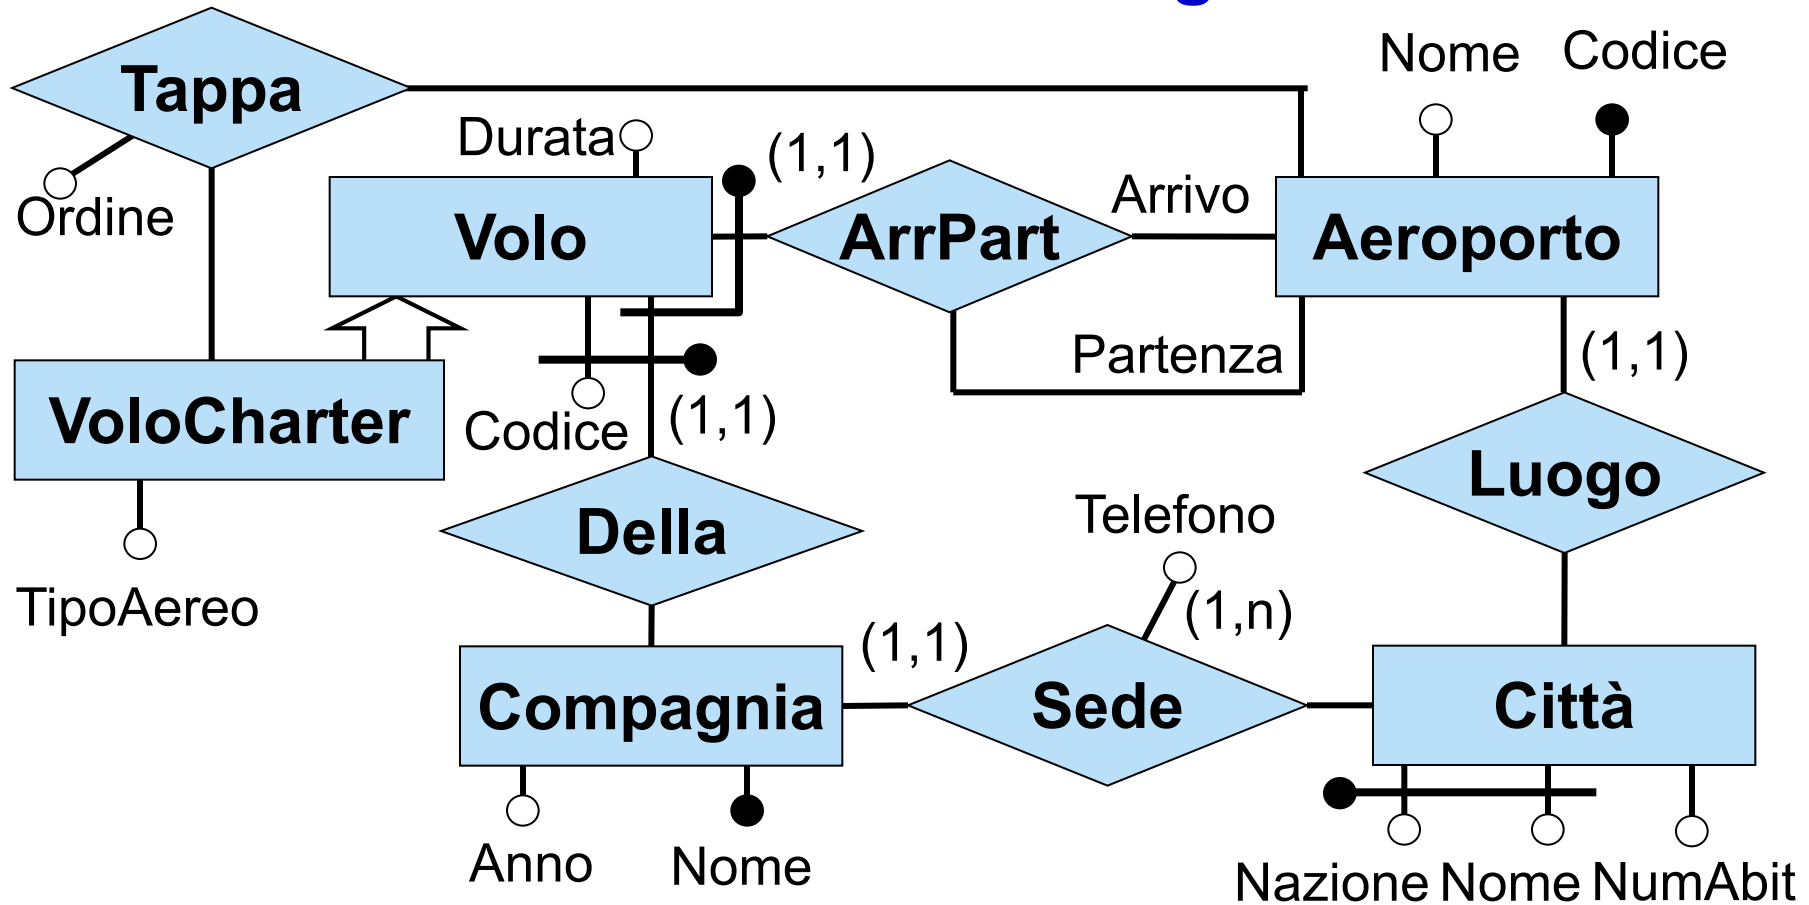 g
Nome Codice
Tappa
Durata (1,1)
Ordine
Volo
ArrPart
Arrivo
Aeroporto
Partenza
(1,1)
VoloCharter
Codice
(1,1)
Luogo
Telefono
Della
TipoAereo
(1,n)
(1,1)
Compagnia
Sede
Città
Anno
Nome
Nazione Nome NumAbit